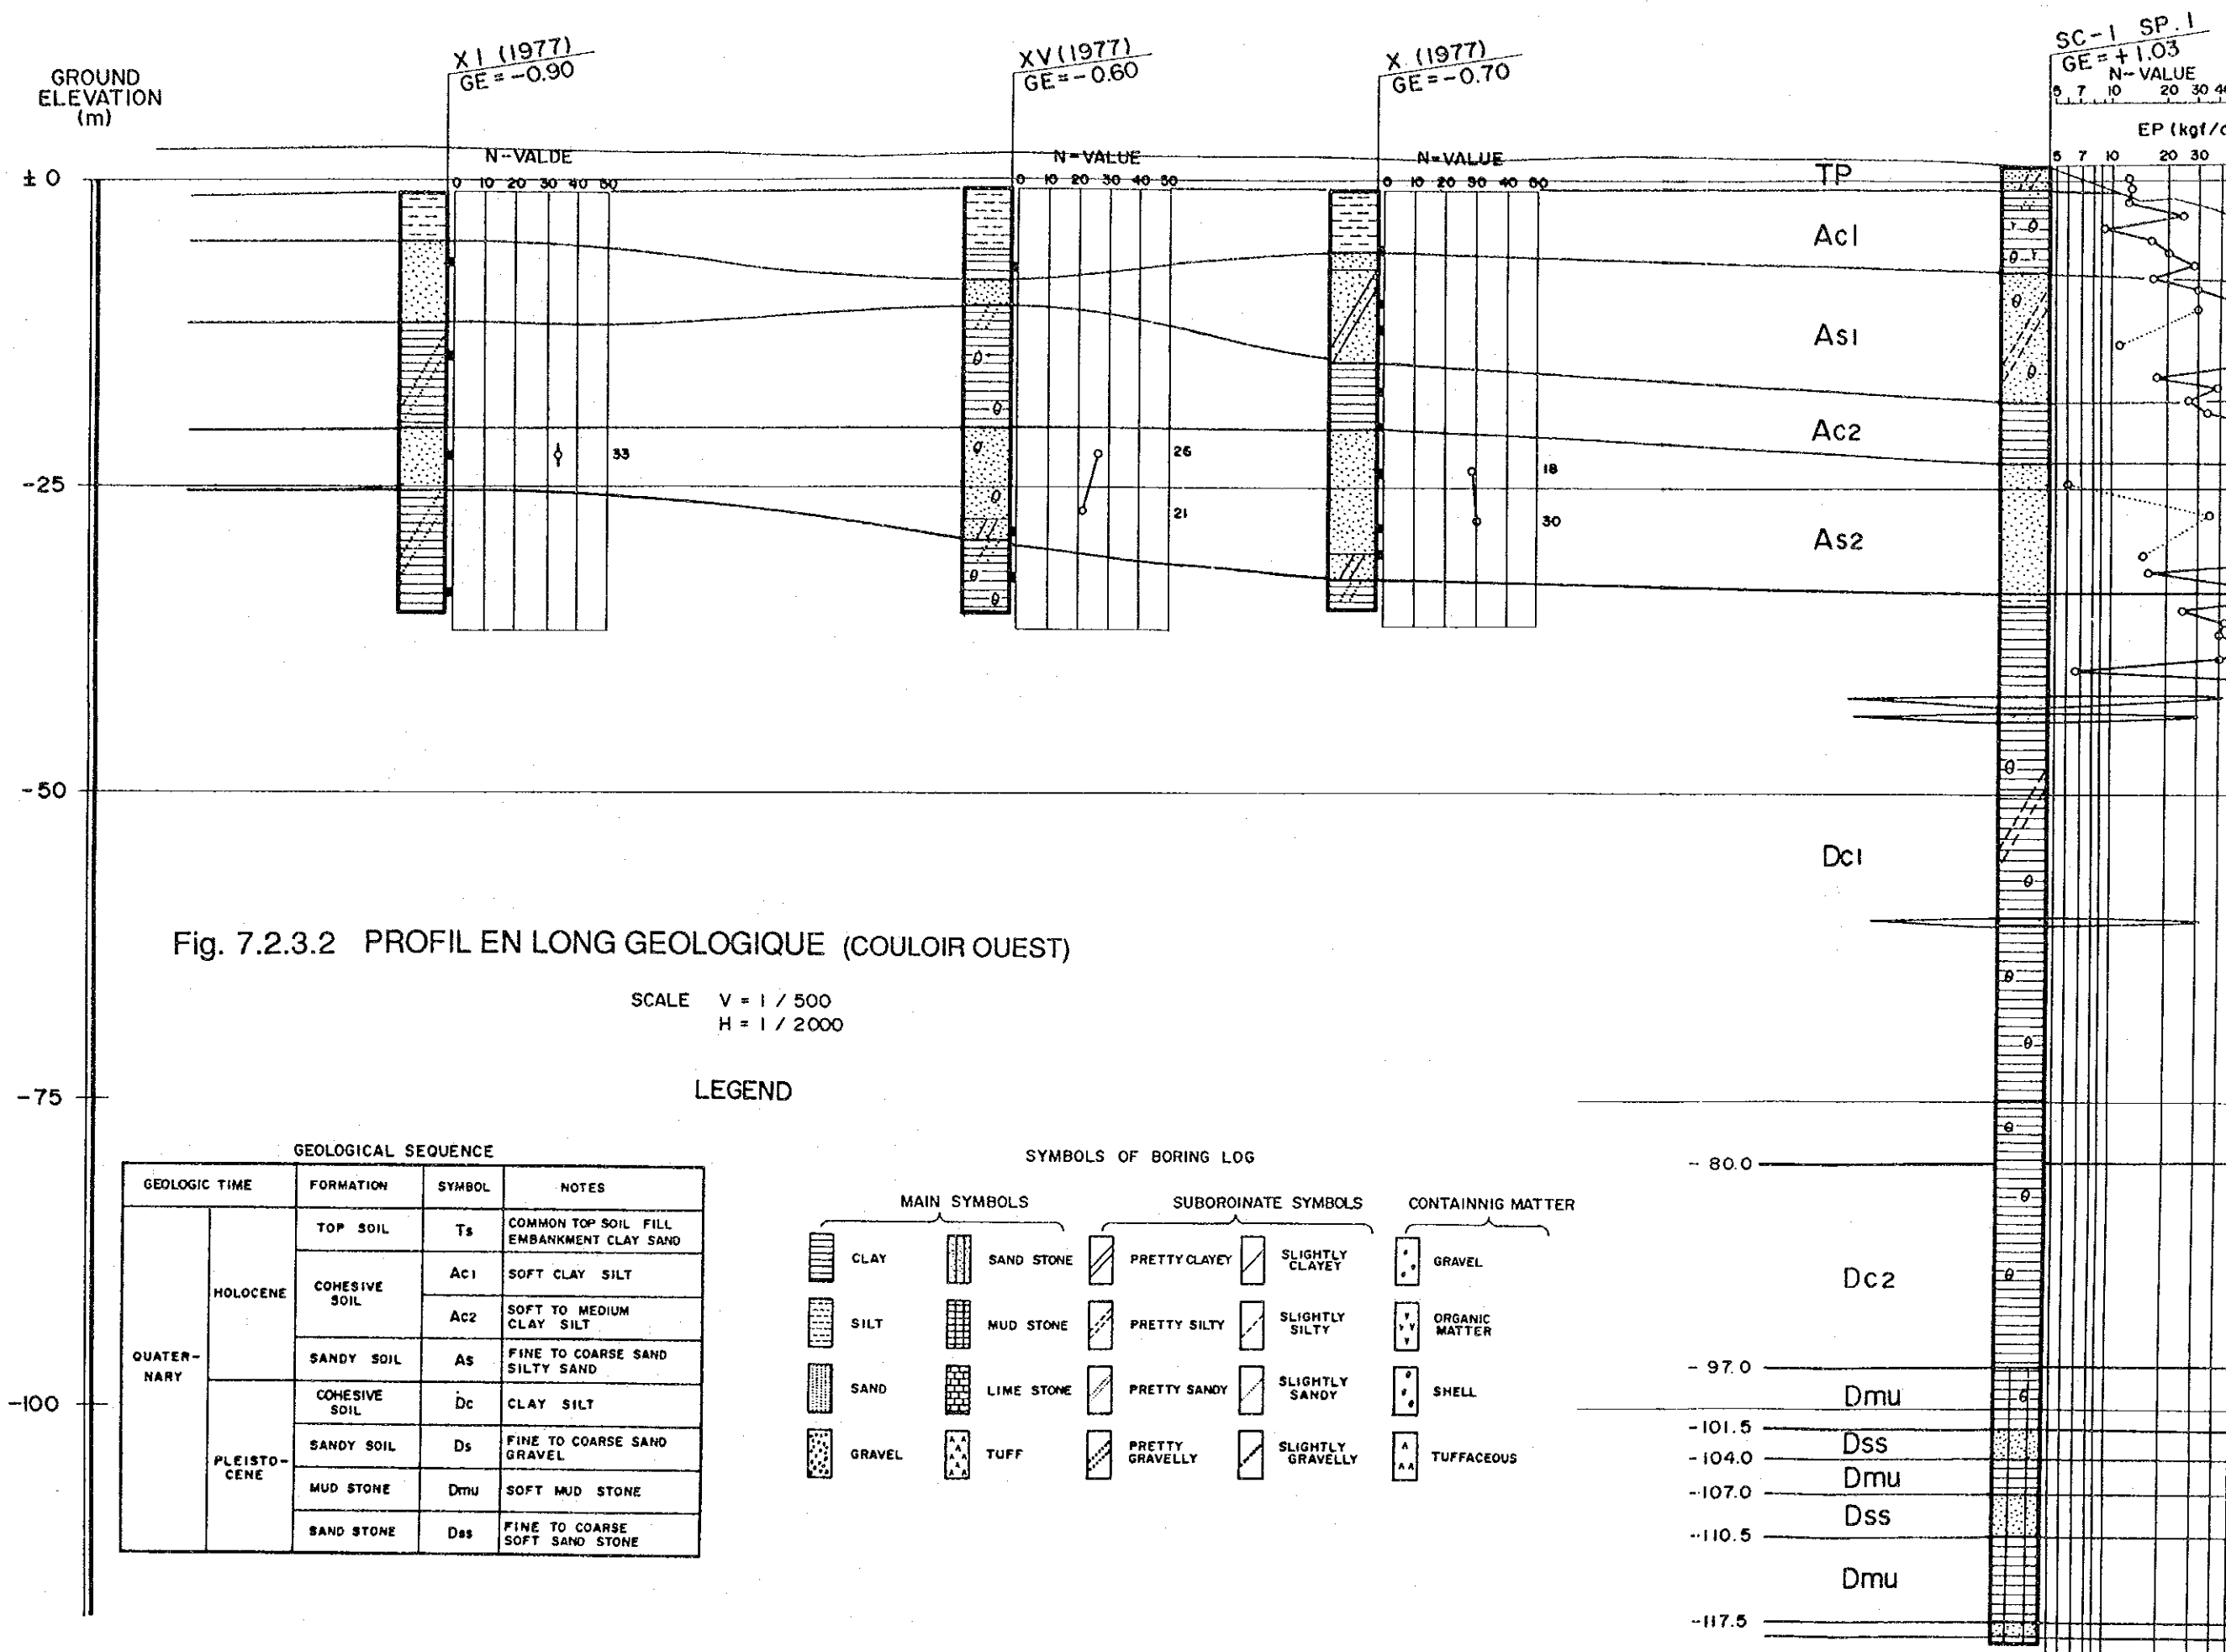 GROUND
ELEVATION
(m)
± 0
-25
-50
-75
-100
XI (1977)
GE = -0.90
N-VALUE
0 10 20 30 40 50
33
XV (1977)
GE = -0.60
N-VALUE
0 10 20 30 40 50
26
21
X. (1977)
GE = -0.70
N-VALUE
0 10 20 30 40 50
18
30
SC-1 SP. 1
GE = +1.03
N-VALUE
5 7 10 20 30 40
EP (kgf/c
5 7 10 20 30
TP
Ac1
As1
Ac2
As2
Dc1
- 80.0
Dc2
- 97.0
Dmu
-101.5
Dss
-104.0
Dmu
-107.0
Dss
-110.5
Dmu
-117.5
Fig. 7.2.3.2 PROFIL EN LONG GEOLOGIQUE (COULOIR OUEST)
SCALE V = 1 / 500
H = 1 / 2000
LEGEND
GEOLOGICAL SEQUENCE
GEOLOGIC TIME FORMATION SYMBOL NOTES
QUATER-
NARY
HOLOCENE
TOP SOIL Ts COMMON TOP SOIL FILL
EMBANKMENT CLAY SAND
COHESIVE
SOIL
Ac1 SOFT CLAY SILT
Ac2 SOFT TO MEDIUM
CLAY SILT
SANDY SOIL As FINE TO COARSE SAND
SILTY SAND
PLEISTO-
CENE
COHESIVE
SOIL
Dc CLAY SILT
SANDY SOIL Ds FINE TO COARSE SAND
GRAVEL
MUD STONE Dmu SOFT MUD STONE
SAND STONE Dss FINE TO COARSE
SOFT SAND STONE
SYMBOLS OF BORING LOG
MAIN SYMBOLS SUBOROINATE SYMBOLS CONTAINNIG MATTER
CLAY SAND STONE PRETTY CLAYEY SLIGHTLY
CLAYEY GRAVEL
SILT MUD STONE PRETTY SILTY SLIGHTLY
SILTY ORGANIC
MATTER
SAND LIME STONE PRETTY SANDY SLIGHTLY
SANDY SHELL
GRAVEL TUFF PRETTY
GRAVELLY SLIGHTLY
GRAVELLY TUFFACEOUS